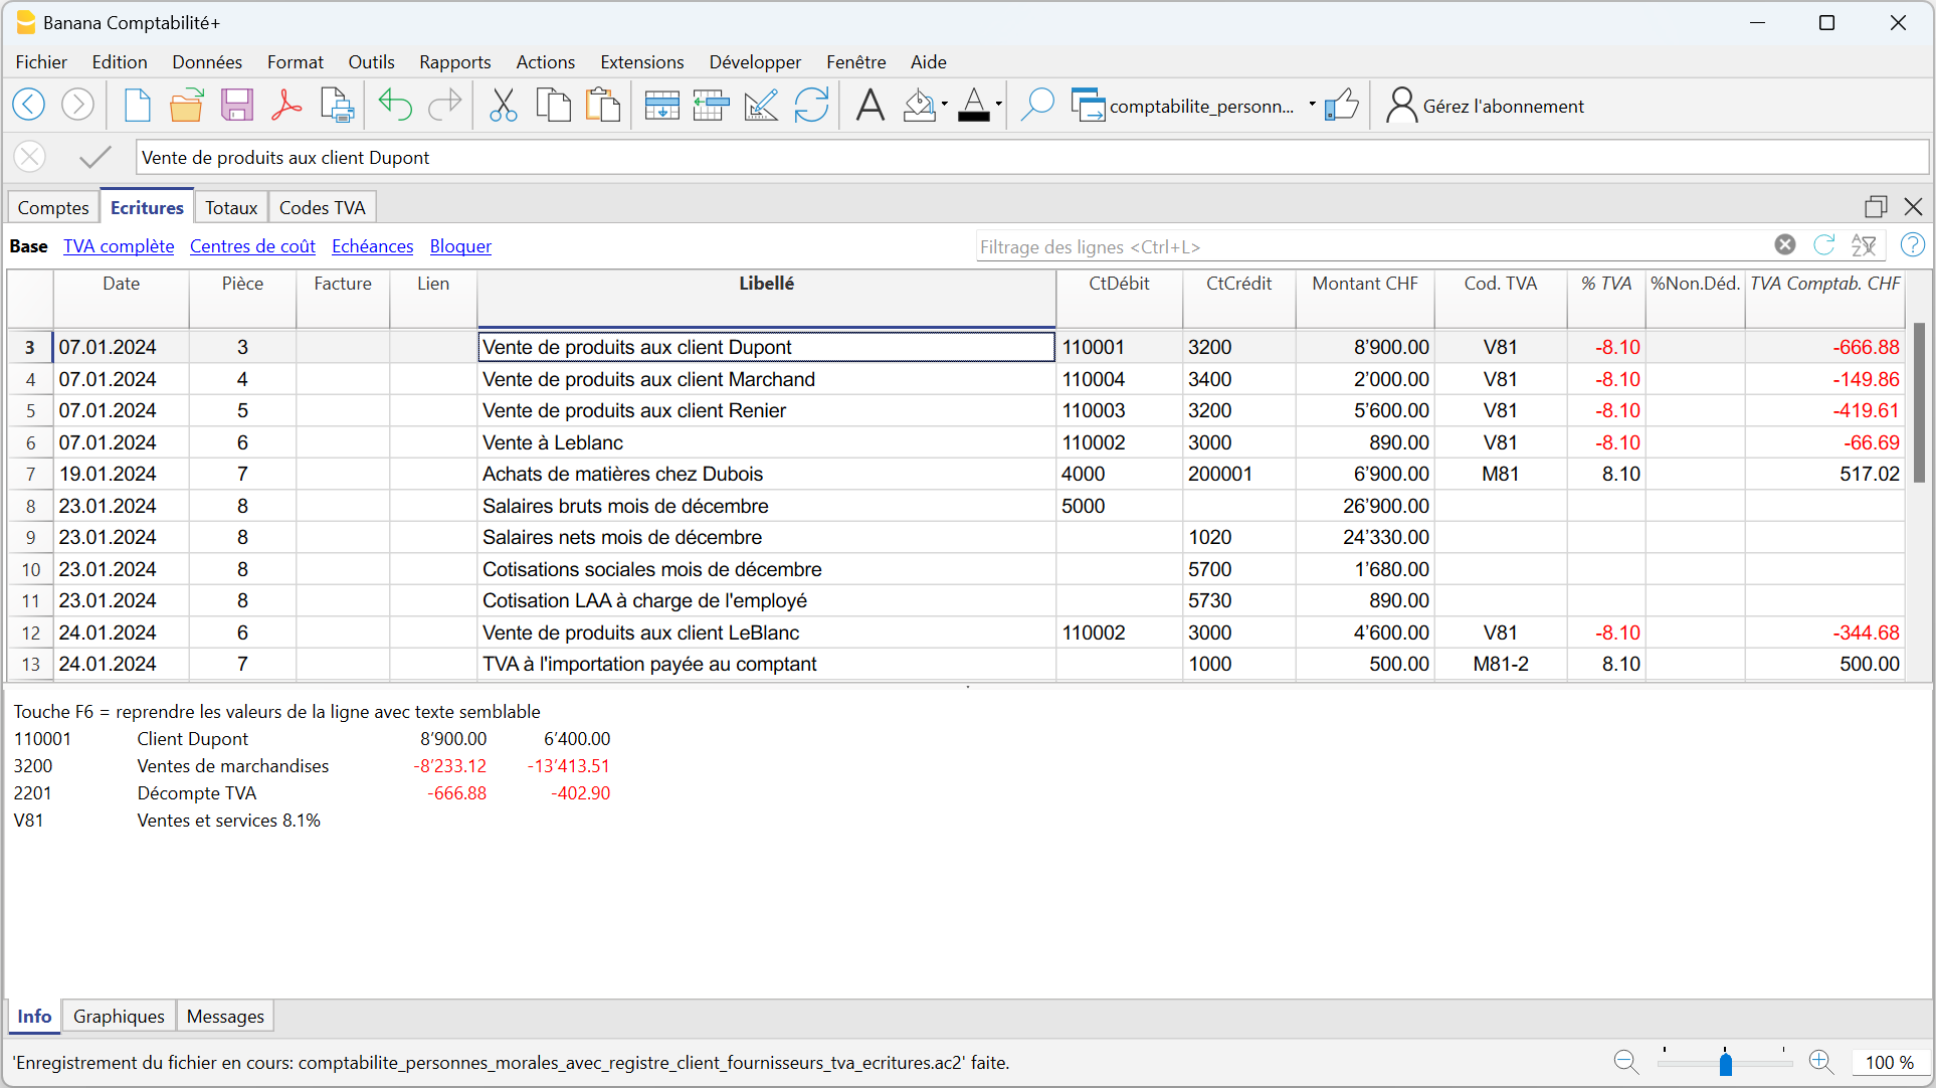 Banana Comptabilité+
Fichier Edition Données Format Outils Rapports Actions Extensions Développer Fenêtre Aide
comptabilite_personn... Gérez l'abonnement
Vente de produits aux client Dupont
Comptes Ecritures Totaux Codes TVA
Base TVA complète Centres de coût Echéances Bloquer Filtrage des lignes <Ctrl+L>
Date Pièce Facture Lien Libellé CtDébit CtCrédit Montant CHF Cod. TVA % TVA %Non.Déd. TVA Comptab. CHF
3 07.01.2024 3 Vente de produits aux client Dupont 110001 3200 8’900.00 V81 -8.10 -666.88
4 07.01.2024 4 Vente de produits aux client Marchand 110004 3400 2’000.00 V81 -8.10 -149.86
5 07.01.2024 5 Vente de produits aux client Renier 110003 3200 5’600.00 V81 -8.10 -419.61
6 07.01.2024 6 Vente à Leblanc 110002 3000 890.00 V81 -8.10 -66.69
7 19.01.2024 7 Achats de matières chez Dubois 4000 200001 6’900.00 M81 8.10 517.02
8 23.01.2024 8 Salaires bruts mois de décembre 5000 26’900.00
9 23.01.2024 8 Salaires nets mois de décembre 1020 24’330.00
10 23.01.2024 8 Cotisations sociales mois de décembre 5700 1’680.00
11 23.01.2024 8 Cotisation LAA à charge de l'employé 5730 890.00
12 24.01.2024 6 Vente de produits aux client LeBlanc 110002 3000 4’600.00 V81 -8.10 -344.68
13 24.01.2024 7 TVA à l'importation payée au comptant 1000 500.00 M81-2 8.10 500.00
Touche F6 = reprendre les valeurs de la ligne avec texte semblable
110001 Client Dupont 8’900.00 6’400.00
3200 Ventes de marchandises -8’233.12 -13’413.51
2201 Décompte TVA -666.88 -402.90
V81 Ventes et services 8.1%
Info Graphiques Messages
'Enregistrement du fichier en cours: comptabilite_personnes_morales_avec_registre_client_fournisseurs_tva_ecritures.ac2' faite. 100 %